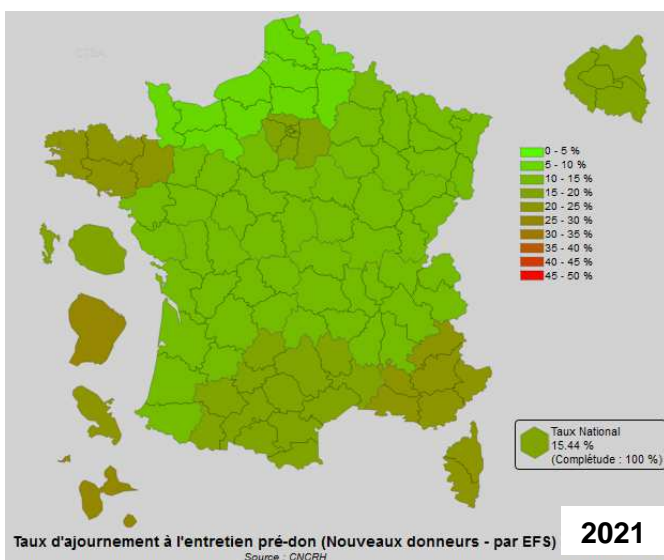 0 - 5 %
5 - 10 %
10 - 15 %
15 - 20 %
20 - 25 %
25 - 30 %
30 - 35 %
35 - 40 %
40 - 45 %
45 - 50 %
Taux National
15.44 %
(Complétude : 100 %)
Taux d'ajournement à l'entretien pré-don (Nouveaux donneurs - par EFS)
Source : CNCRH
2021